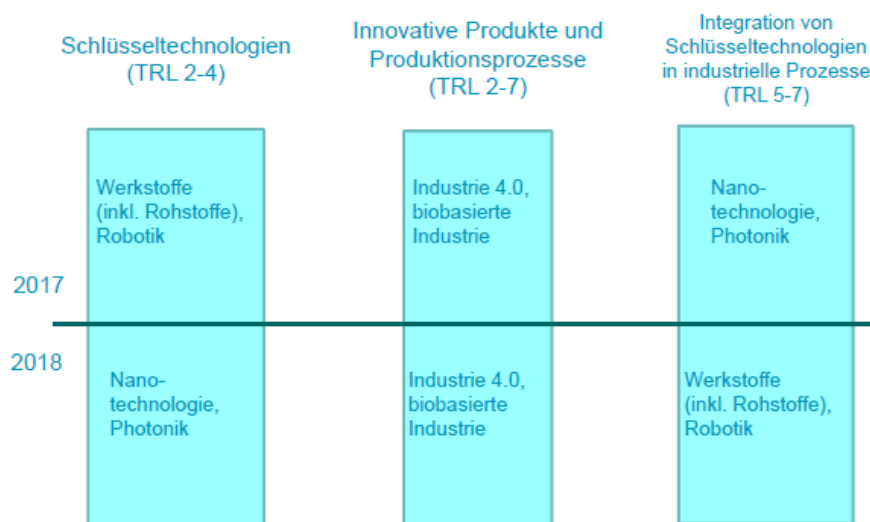 Schlüsseltechnologien
(TRL 2-4)
Innovative Produkte und
Produktionsprozesse
(TRL 2-7)
Integration von
Schlüsseltechnologien
in industrielle Prozesse
(TRL 5-7)
2017
Werkstoffe
(inkl. Rohstoffe),
Robotik
Industrie 4.0,
biobasierte
Industrie
Nano-
technologie,
Photonik
2018
Nano-
technologie,
Photonik
Industrie 4.0,
biobasierte
Industrie
Werkstoffe
(inkl. Rohstoffe),
Robotik